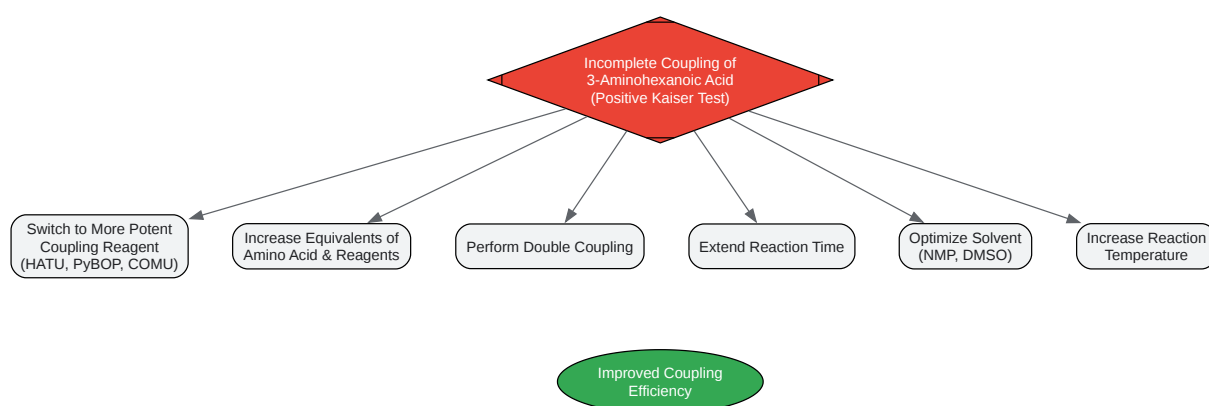 Incomplete Coupling of
3-Aminohexanoic Acid
(Positive Kaiser Test)
Switch to More Potent
Coupling Reagent
(HATU, PyBOP, COMU)
Increase Equivalents of
Amino Acid & Reagents
Perform Double Coupling
Extend Reaction Time
Optimize Solvent
(NMP, DMSO)
Increase Reaction
Temperature
Improved Coupling
Efficiency